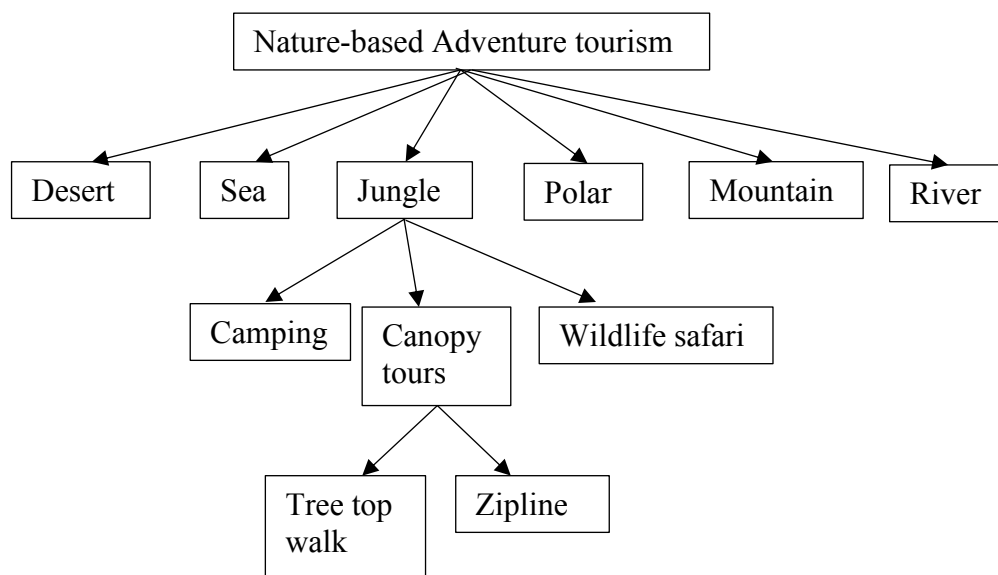 Nature-based Adventure tourism
Desert
Sea
Jungle
Polar
Mountain
River
Camping
Canopy
tours
Wildlife safari
Tree top
walk
Zipline